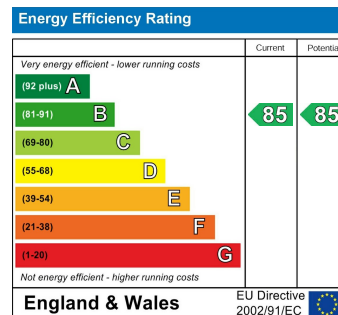 Energy Efficiency Rating
Current Potentia
Very energy efficient - lower running costs
(92 plus) A
(81-91) B 85 85
(69-80) C
(55-68) D
(39-54) E
(21-38) F
(1-20) G
Not energy efficient - higher running costs
England & Wales
EU Directive
2002/91/EC